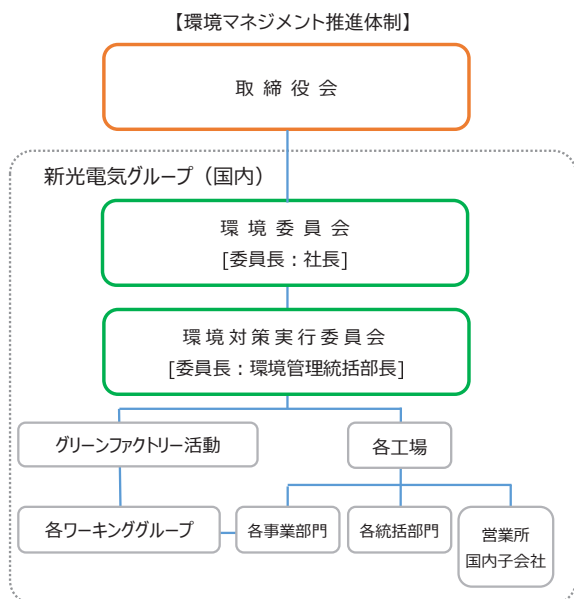 【環境マネジメント推進体制】
取締役会
新光電気グループ（国内）
環境委員会
[委員長：社長]
環境対策実行委員会
[委員長：環境管理統括部長]
グリーンファクトリー活動
各工場
各ワーキンググループ
各事業部門
各統括部門
営業所
国内子会社